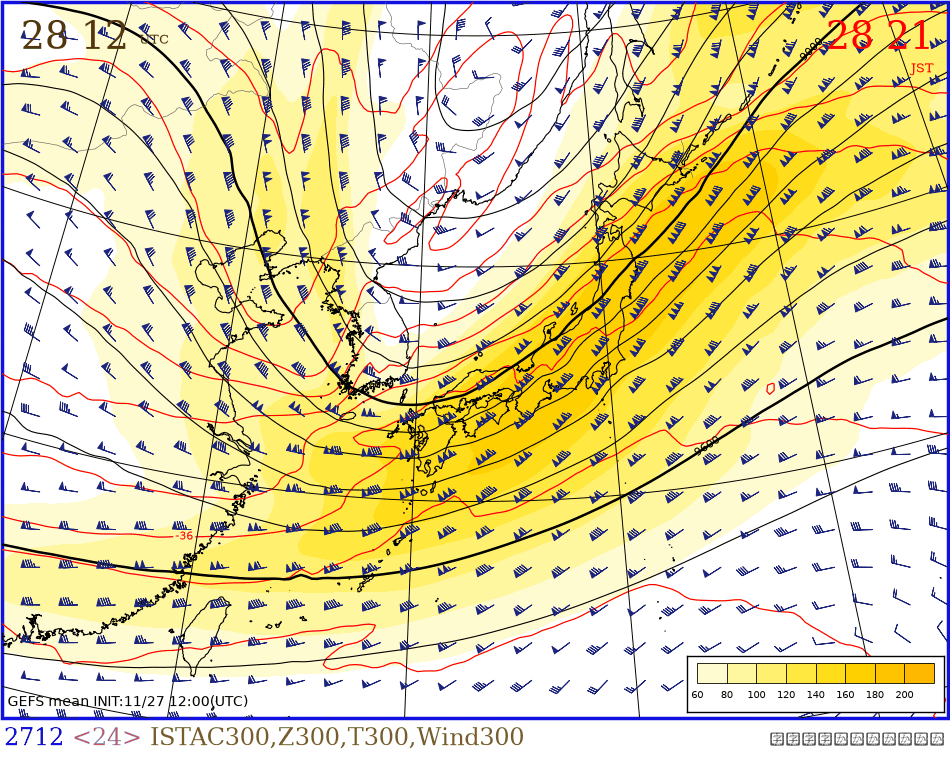 28 12 UTC
28 21
JST
9000
9600
-36
GEFS mean INIT:11/27 12:00(UTC)
60 80 100 120 140 160 180 200
2712 <24> ISTAC300,Z300,T300,Wind300